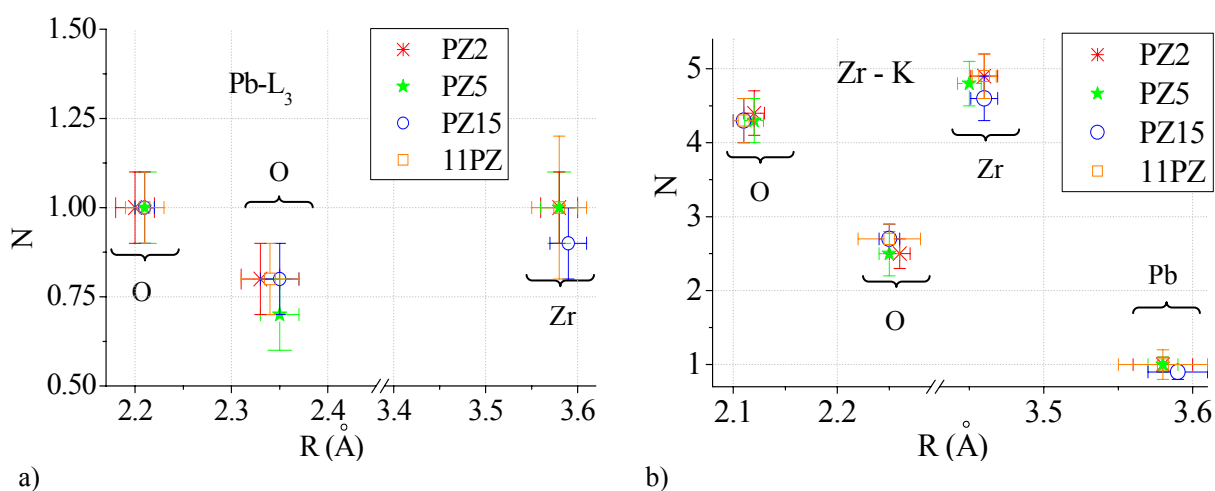 1.50
1.25
1.00
0.75
0.50
N
Pb-L3
PZ2
PZ5
PZ15
11PZ
O
O
Zr
2.2 2.3 2.4 3.4 3.5 3.6
R (Å)
a)
5
4
3
2
1
N
Zr - K
PZ2
PZ5
PZ15
11PZ
O
Zr
O
Pb
2.1 2.2 3.5 3.6
R (Å)
b)